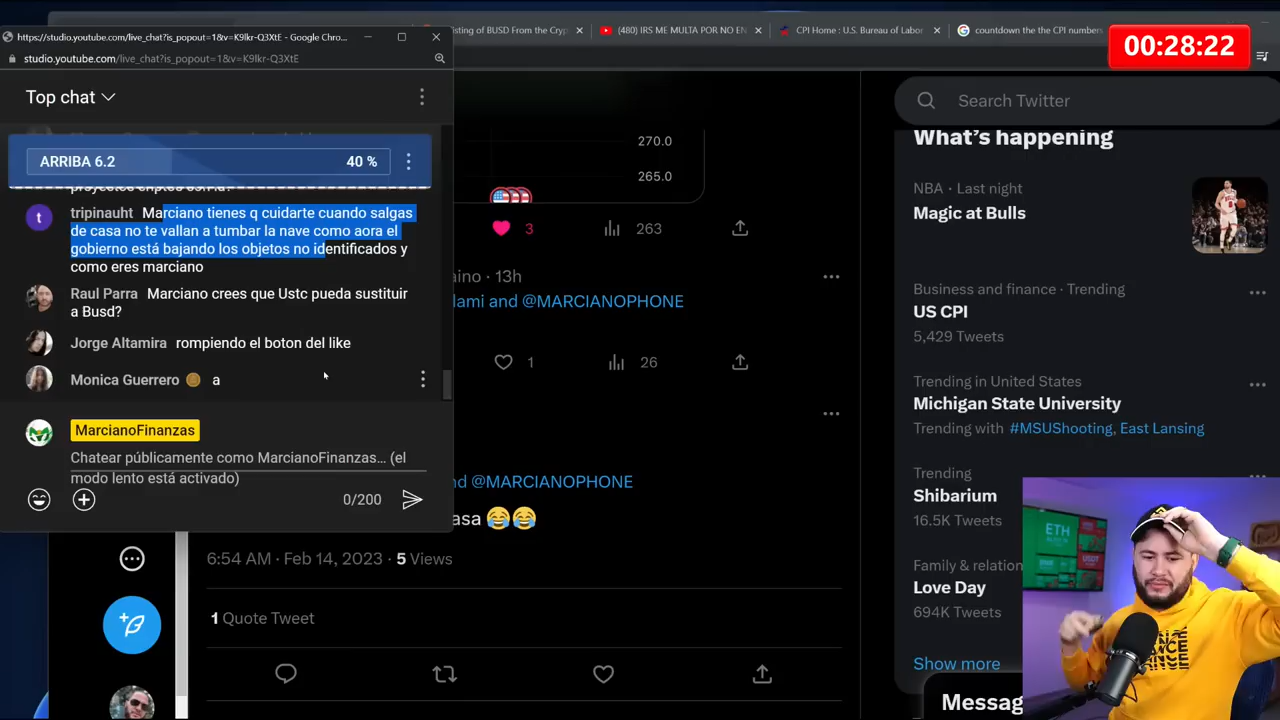 https://studio.youtube.com/live_chat?is_popout=1&v=K9Ikr-Q3XtE - Google Chro...
studio.youtube.com/live_chat?is_popout=1&v=K9Ikr-Q3XtE
isting of BUSD From the Cryp
(480) IRS ME MULTA POR NO EN
CPI Home : U.S. Bureau of Labor
countdown the the CPI numbers
00:28:22
Top chat
ARRIBA 6.2 40 %
tripinauht Marciano tienes q cuidarte cuando salgas
de casa no te vallan a tumbar la nave como aora el
gobierno está bajando los objetos no identificados y
como eres marciano
Raul Parra Marciano crees que Ustc pueda sustituir
a Busd?
Jorge Altamira rompiendo el boton del like
Monica Guerrero a
MarcianoFinanzas
Chatear públicamente como MarcianoFinanzas... (el
modo lento está activado)
0/200
270.0
265.0
3 263
aino · 13h
lami and @MARCIANOPHONE
1 26
d @MARCIANOPHONE
asa 😂😂
6:54 AM · Feb 14, 2023 · 5 Views
1 Quote Tweet
Search Twitter
What's happening
NBA · Last night
Magic at Bulls
Business and finance · Trending
US CPI
5,429 Tweets
Trending in United States
Michigan State University
Trending with #MSUShooting, East Lansing
Trending
Shibarium
16.5K Tweets
Family & relation
Love Day
694K Tweets
Show more
Messag
ETH